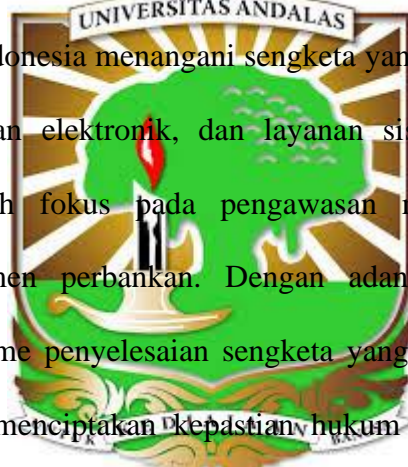 UNIVERSITAS ANDALAS
donesia menangani sengketa yan
an elektronik, dan layanan si
h fokus pada pengawasan
men perbankan. Dengan adan
me penyelesaian sengketa yang
menciptakan kepastian hukum